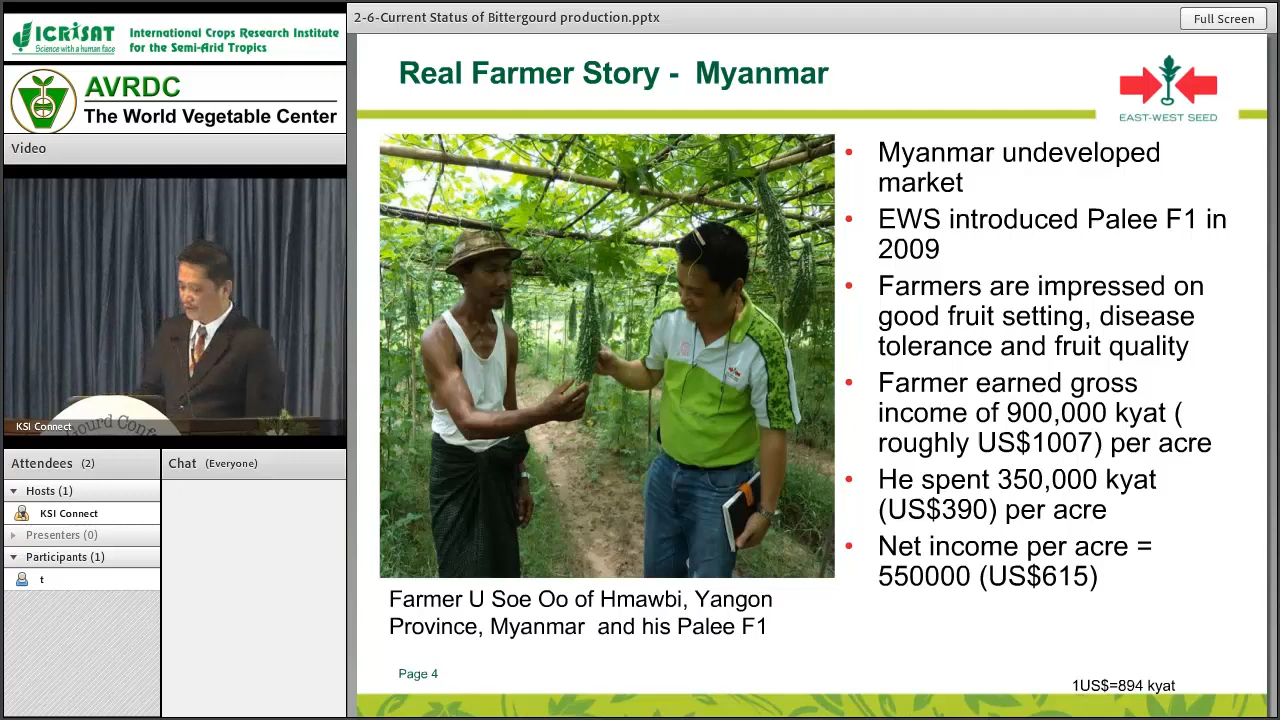 ICRISAT
Science with a human face
International Crops Research Institute
for the Semi-Arid Tropics
AVRDC
The World Vegetable Center
Video
KSI Connect
Attendees (2)
Hosts (1)
KSI Connect
Presenters (0)
Participants (1)
t
Chat (Everyone)
2-6-Current Status of Bittergourd production.pptx
Full Screen
Real Farmer Story - Myanmar
EAST-WEST SEED
• Myanmar undeveloped
market
• EWS introduced Palee F1 in
2009
• Farmers are impressed on
good fruit setting, disease
tolerance and fruit quality
• Farmer earned gross
income of 900,000 kyat (
roughly US$1007) per acre
• He spent 350,000 kyat
(US$390) per acre
• Net income per acre =
550000 (US$615)
Farmer U Soe Oo of Hmawbi, Yangon
Province, Myanmar and his Palee F1
Page 4
1US$=894 kyat